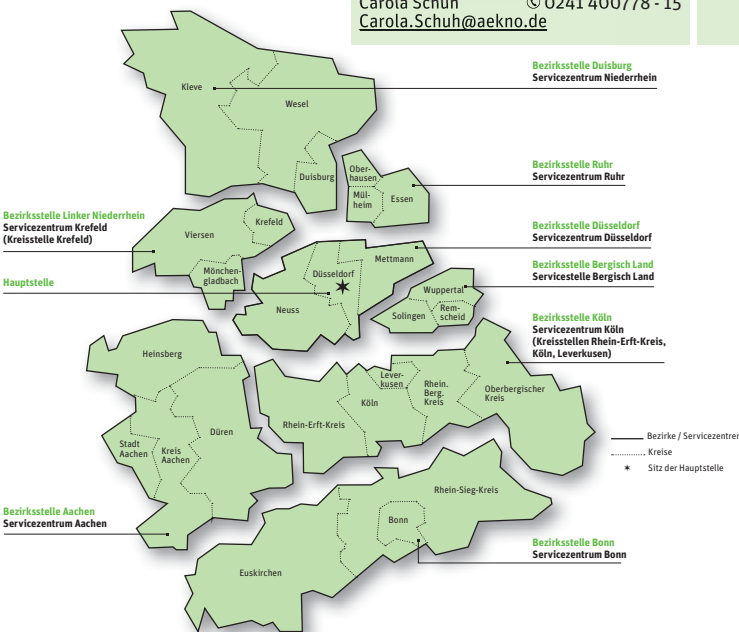 Carola Schuh ✆ 0241 400778 - 15
Carola.Schuh@aekno.de
Bezirksstelle Duisburg
Servicezentrum Niederrhein
Kleve
Wesel
Duisburg
Ober-
hausen
Mül-
heim
Essen
Bezirksstelle Ruhr
Servicezentrum Ruhr
Bezirksstelle Linker Niederrhein
Servicezentrum Krefeld
(Kreisstelle Krefeld)
Viersen
Krefeld
Mönchen-
gladbach
Hauptstelle
Düsseldorf
Mettmann
Neuss
Bezirksstelle Düsseldorf
Servicezentrum Düsseldorf
Bezirksstelle Bergisch Land
Servicestelle Bergisch Land
Wuppertal
Solingen
Rem-
scheid
Bezirksstelle Köln
Servicezentrum Köln
(Kreisstellen Rhein-Erft-Kreis,
Köln, Leverkusen)
Heinsberg
Düren
Stadt
Aachen
Kreis
Aachen
Rhein-Erft-Kreis
Köln
Lever-
kusen
Rhein.
Berg.
Kreis
Oberbergischer
Kreis
Bezirke / Servicezentren
Kreise
✶ Sitz der Hauptstelle
Bezirksstelle Aachen
Servicezentrum Aachen
Rhein-Sieg-Kreis
Bonn
Euskirchen
Bezirksstelle Bonn
Servicezentrum Bonn